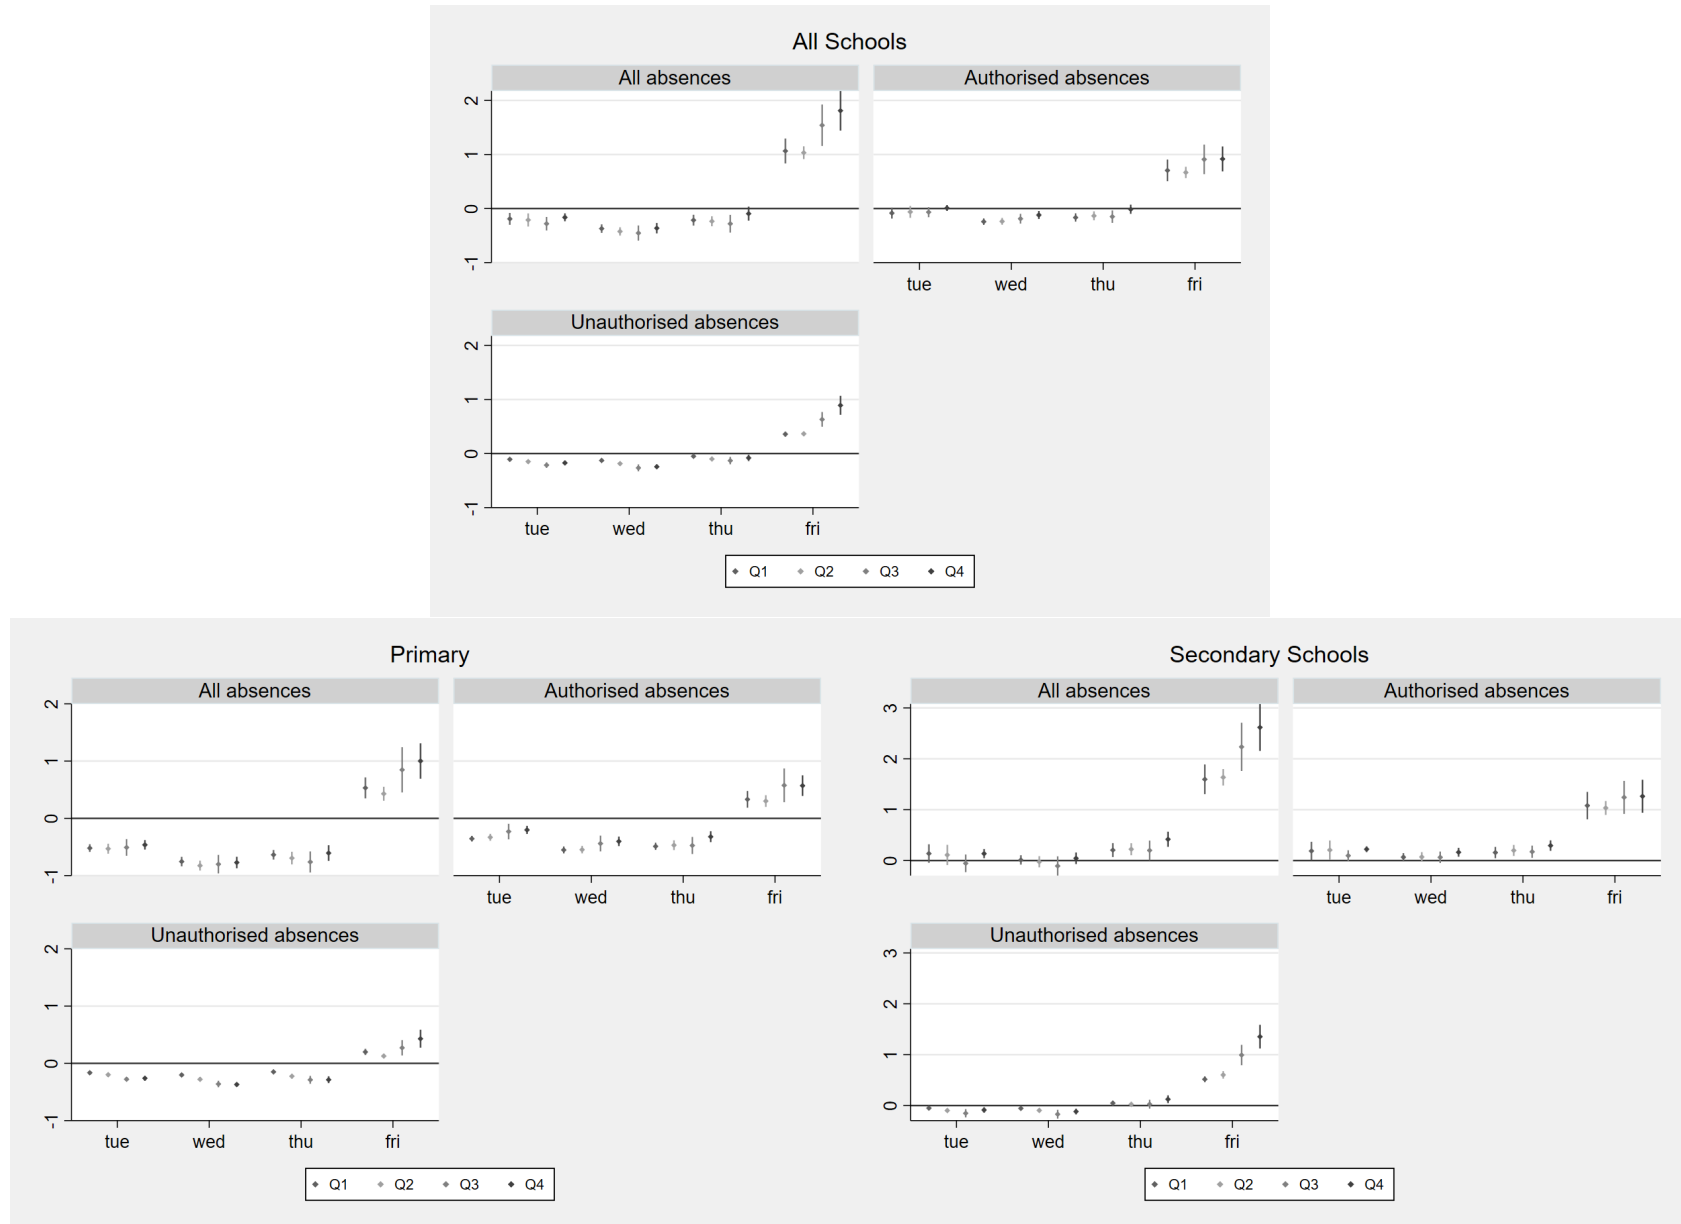 All Schools
All absences
Authorised absences
2
1
0
-1
tue wed thu fri
Unauthorised absences
2
1
0
-1
tue wed thu fri
Q1 Q2 Q3 Q4
Primary
All absences
Authorised absences
2
1
0
-1
tue wed thu fri
Unauthorised absences
2
1
0
-1
tue wed thu fri
Q1 Q2 Q3 Q4
Secondary Schools
All absences
Authorised absences
3
2
1
0
tue wed thu fri
Unauthorised absences
3
2
1
0
tue wed thu fri
Q1 Q2 Q3 Q4